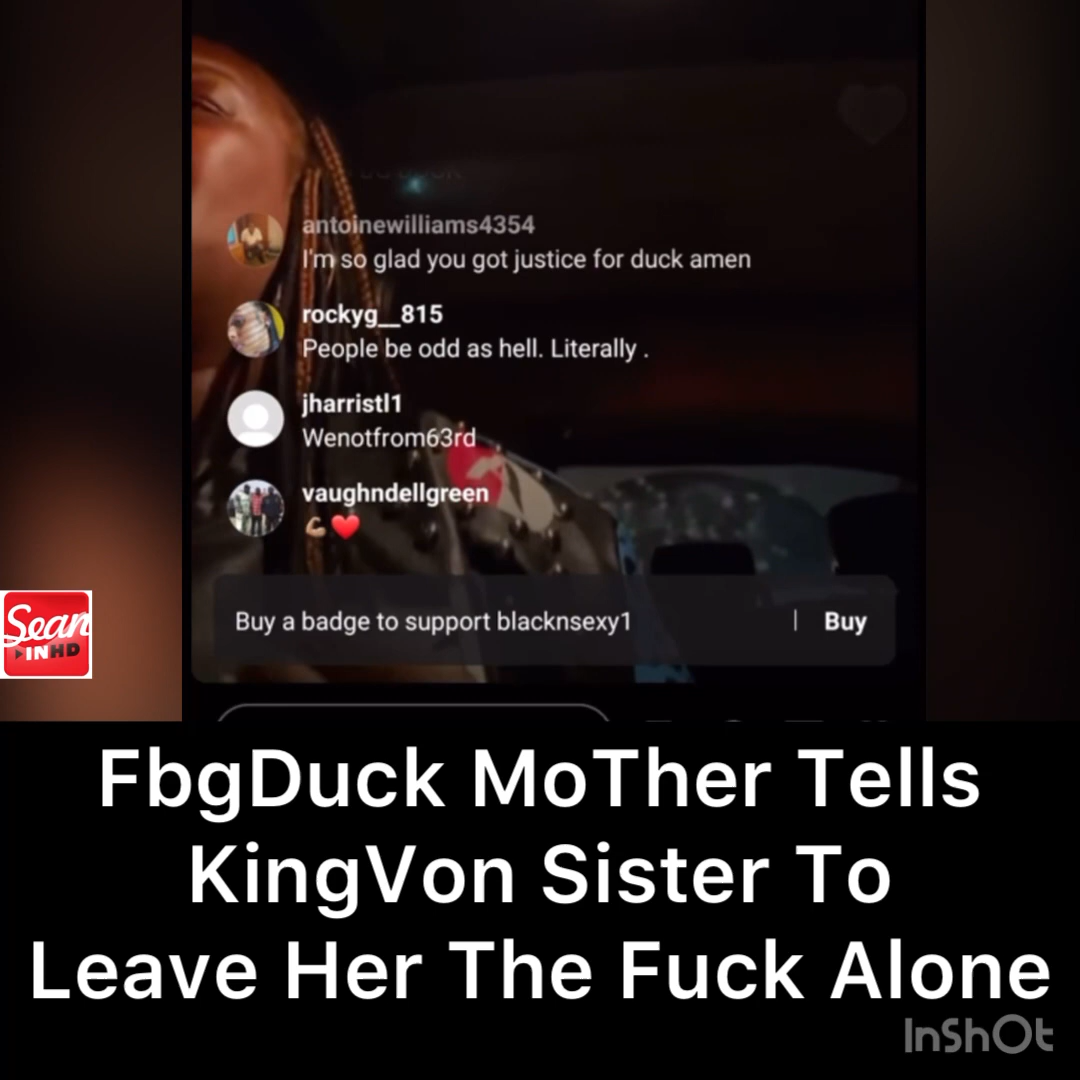 antoinewilliams4354
I'm so glad you got justice for duck amen
rockyg__815
People be odd as hell. Literally .
jharristl1
Wenotfrom63rd
vaughndellgreen
💪🏼❤️
Buy a badge to support blacknsexy1 | Buy
Sean
INHD
FbgDuck MoTher Tells
KingVon Sister To
Leave Her The Fuck Alone
InShOt